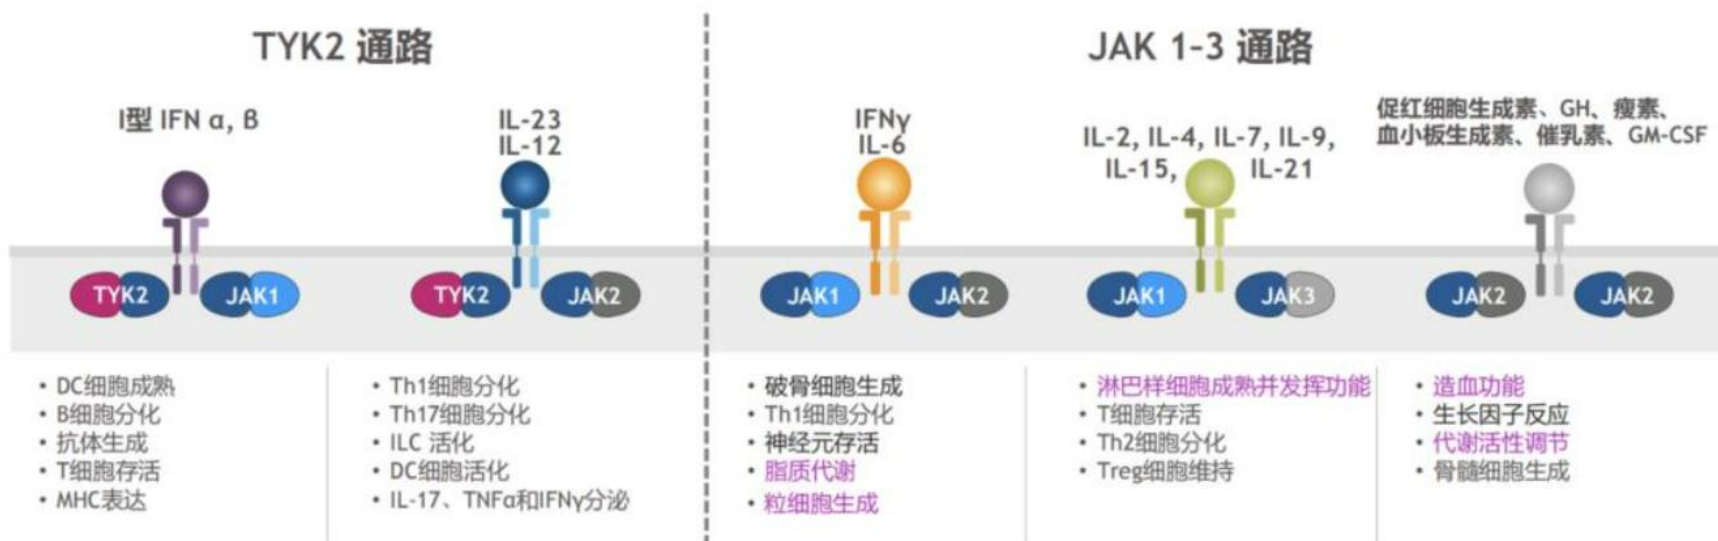 TYK2 通路
I型 IFN α, β
IL-23
IL-12
TYK2
JAK1
TYK2
JAK2
• DC细胞成熟
• B细胞分化
• 抗体生成
• T细胞存活
• MHC表达
• Th1细胞分化
• Th17细胞分化
• ILC 活化
• DC细胞活化
• IL-17、TNFα和IFNγ分泌
JAK 1-3 通路
IFNγ
IL-6
IL-2, IL-4, IL-7, IL-9,
IL-15, IL-21
促红细胞生成素、GH、瘦素、
血小板生成素、催乳素、GM-CSF
JAK1
JAK2
JAK1
JAK3
JAK2
JAK2
• 破骨细胞生成
• Th1细胞分化
• 神经元存活
• 脂质代谢
• 粒细胞生成
• 淋巴样细胞成熟并发挥功能
• T细胞存活
• Th2细胞分化
• Treg细胞维持
• 造血功能
• 生长因子反应
• 代谢活性调节
• 骨髓细胞生成